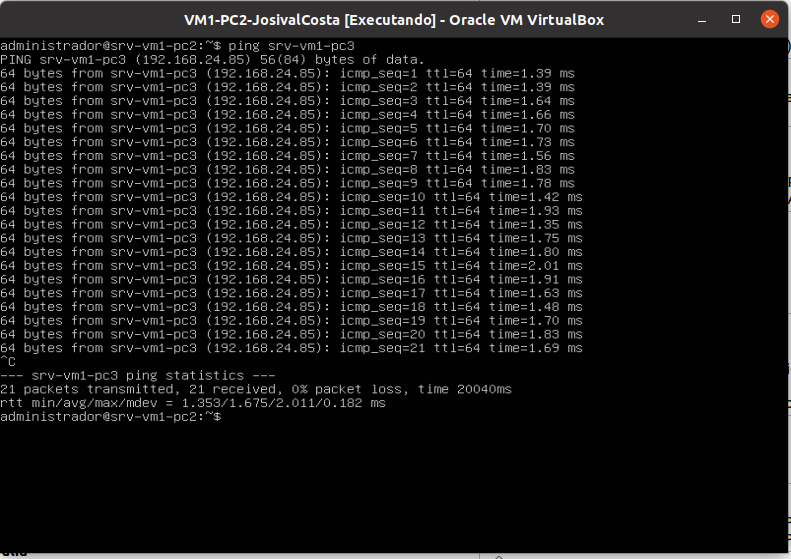 VM1-PC2-JosivalCosta [Executando] - Oracle VM VirtualBox
administrador@srv-vm1-pc2:~$ ping srv-vm1-pc3
PING srv-vm1-pc3 (192.168.24.85) 56(84) bytes of data.
64 bytes from srv-vm1-pc3 (192.168.24.85): icmp_seq=1 ttl=64 time=1.39 ms
64 bytes from srv-vm1-pc3 (192.168.24.85): icmp_seq=2 ttl=64 time=1.39 ms
64 bytes from srv-vm1-pc3 (192.168.24.85): icmp_seq=3 ttl=64 time=1.64 ms
64 bytes from srv-vm1-pc3 (192.168.24.85): icmp_seq=4 ttl=64 time=1.66 ms
64 bytes from srv-vm1-pc3 (192.168.24.85): icmp_seq=5 ttl=64 time=1.70 ms
64 bytes from srv-vm1-pc3 (192.168.24.85): icmp_seq=6 ttl=64 time=1.73 ms
64 bytes from srv-vm1-pc3 (192.168.24.85): icmp_seq=7 ttl=64 time=1.56 ms
64 bytes from srv-vm1-pc3 (192.168.24.85): icmp_seq=8 ttl=64 time=1.83 ms
64 bytes from srv-vm1-pc3 (192.168.24.85): icmp_seq=9 ttl=64 time=1.78 ms
64 bytes from srv-vm1-pc3 (192.168.24.85): icmp_seq=10 ttl=64 time=1.42 ms
64 bytes from srv-vm1-pc3 (192.168.24.85): icmp_seq=11 ttl=64 time=1.93 ms
64 bytes from srv-vm1-pc3 (192.168.24.85): icmp_seq=12 ttl=64 time=1.35 ms
64 bytes from srv-vm1-pc3 (192.168.24.85): icmp_seq=13 ttl=64 time=1.75 ms
64 bytes from srv-vm1-pc3 (192.168.24.85): icmp_seq=14 ttl=64 time=1.80 ms
64 bytes from srv-vm1-pc3 (192.168.24.85): icmp_seq=15 ttl=64 time=2.01 ms
64 bytes from srv-vm1-pc3 (192.168.24.85): icmp_seq=16 ttl=64 time=1.91 ms
64 bytes from srv-vm1-pc3 (192.168.24.85): icmp_seq=17 ttl=64 time=1.63 ms
64 bytes from srv-vm1-pc3 (192.168.24.85): icmp_seq=18 ttl=64 time=1.48 ms
64 bytes from srv-vm1-pc3 (192.168.24.85): icmp_seq=19 ttl=64 time=1.70 ms
64 bytes from srv-vm1-pc3 (192.168.24.85): icmp_seq=20 ttl=64 time=1.83 ms
64 bytes from srv-vm1-pc3 (192.168.24.85): icmp_seq=21 ttl=64 time=1.69 ms
^C
--- srv-vm1-pc3 ping statistics ---
21 packets transmitted, 21 received, 0% packet loss, time 20040ms
rtt min/avg/max/mdev = 1.353/1.675/2.011/0.182 ms
administrador@srv-vm1-pc2:~$